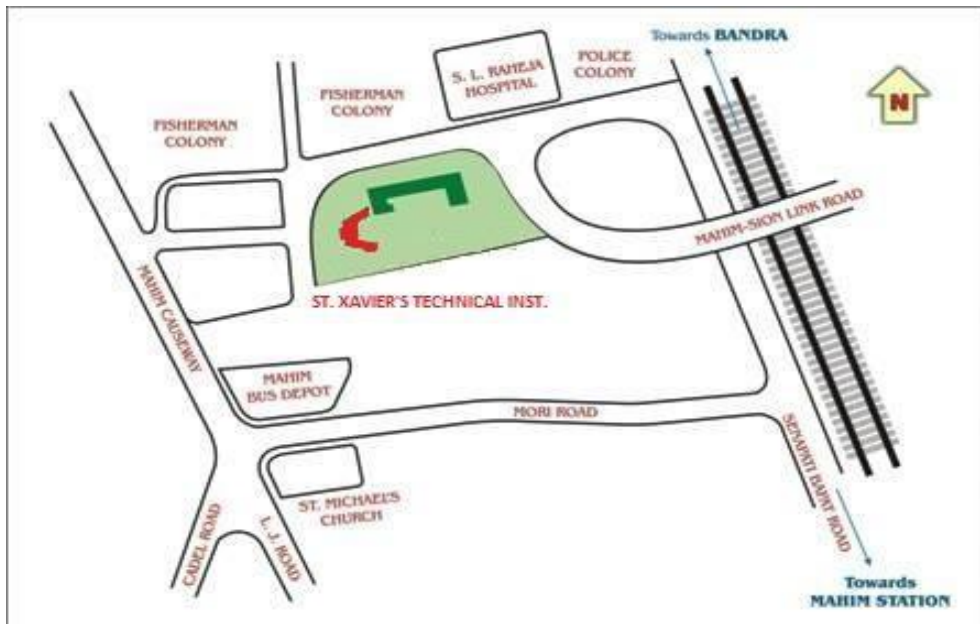 Towards BANDRA
POLICE
COLONY
S. L. RAHEJA
HOSPITAL
FISHERMAN
COLONY
FISHERMAN
COLONY
N
MAHIM-SION LINK ROAD
ST. XAVIER'S TECHNICAL INST.
MAHIM CAUSEWAY
MAHIM
BUS DEPOT
MORI ROAD
SENAPATI BAPAT ROAD
ST. MICHAEL'S
CHURCH
CADEL ROAD
L. J. ROAD
Towards
MAHIM STATION